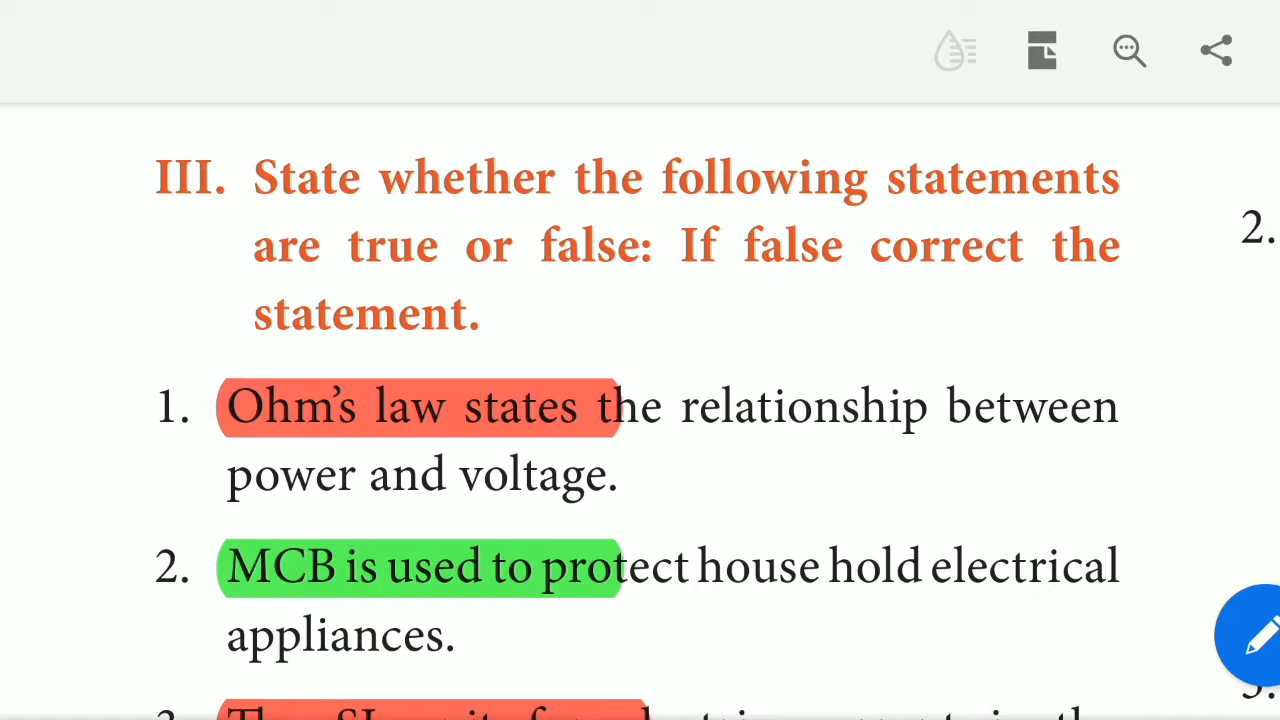 III. State whether the following statements
are true or false: If false correct the
statement.
2.
1. Ohm's law states the relationship between
power and voltage.
2. MCB is used to protect house hold electrical
appliances.
3.